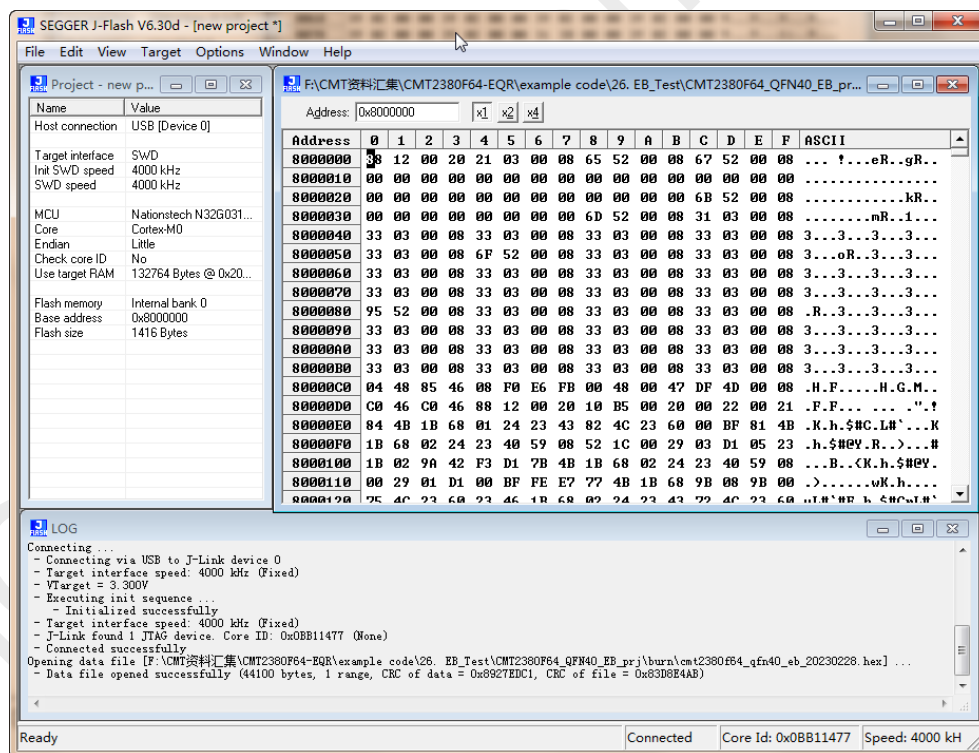 SEGGER J-Flash V6.30d - [new project *]
File Edit View Target Options Window Help
Project - new p...
Name Value
Host connection USB [Device 0]
Target interface SWD
Init SWD speed 4000 kHz
SWD speed 4000 kHz
MCU Nationstech N32G031...
Core Cortex-M0
Endian Little
Check core ID No
Use target RAM 132764 Bytes @ 0x20...
Flash memory Internal bank 0
Base address 0x8000000
Flash size 1416 Bytes
F:\CMT资料汇集\CMT2380F64-EQR\example code\26. EB_Test\CMT2380F64_QFN40_EB_pr...
Address: 0x8000000 x1 x2 x4
Address 0 1 2 3 4 5 6 7 8 9 A B C D E F ASCII
8000000 88 12 00 20 21 03 00 08 65 52 00 08 67 52 00 08 ... !...eR..gR..
8000010 00 00 00 00 00 00 00 00 00 00 00 00 00 00 00 00 ................
8000020 00 00 00 00 00 00 00 00 00 00 00 00 6B 52 00 08 ............kR..
8000030 00 00 00 00 00 00 00 00 6D 52 00 08 31 03 00 08 ........mR..1...
8000040 33 03 00 08 33 03 00 08 33 03 00 08 33 03 00 08 3...3...3...3...
8000050 33 03 00 08 6F 52 00 08 33 03 00 08 33 03 00 08 3...oR..3...3...
8000060 33 03 00 08 33 03 00 08 33 03 00 08 33 03 00 08 3...3...3...3...
8000070 33 03 00 08 33 03 00 08 33 03 00 08 33 03 00 08 3...3...3...3...
8000080 95 52 00 08 33 03 00 08 33 03 00 08 33 03 00 08 .R..3...3...3...
8000090 33 03 00 08 33 03 00 08 33 03 00 08 33 03 00 08 3...3...3...3...
80000A0 33 03 00 08 33 03 00 08 33 03 00 08 33 03 00 08 3...3...3...3...
80000B0 33 03 00 08 33 03 00 08 33 03 00 08 33 03 00 08 3...3...3...3...
80000C0 04 48 85 46 08 F0 E6 FB 00 48 00 47 DF 4D 00 08 .H.F.....H.G.M..
80000D0 C0 46 C0 46 88 12 00 20 10 B5 00 20 00 22 00 21 .F.F... ... .".!
80000E0 84 4B 1B 68 01 24 23 43 82 4C 23 60 00 BF 81 4B .K.h.$#C.L#`...K
80000F0 1B 68 02 24 23 40 59 08 52 1C 00 29 03 D1 05 23 .h.$#@Y.R..)...#
8000100 1B 02 9A 42 F3 D1 7B 4B 1B 68 02 24 23 40 59 08 ...B..{K.h.$#@Y.
8000110 00 29 01 D1 00 BF FE E7 77 4B 1B 68 9B 08 9B 00 .)......wK.h....
8000120 75 4C 23 60 23 46 1B 68 02 24 23 43 72 4C 23 60 uL#`#F.h.$#CrL#`
LOG
Connecting ...
- Connecting via USB to J-Link device 0
- Target interface speed: 4000 kHz (Fixed)
- VTarget = 3.300V
- Executing init sequence ...
- Initialized successfully
- Target interface speed: 4000 kHz (Fixed)
- J-Link found 1 JTAG device. Core ID: 0x0BB11477 (None)
- Connected successfully
Opening data file [F:\CMT资料汇集\CMT2380F64-EQR\example code\26. EB_Test\CMT2380F64_QFN40_EB_prj\burn\cmt2380f64_qfn40_eb_20230228.hex] ...
- Data file opened successfully (44100 bytes, 1 range, CRC of data = 0x8927EDC1, CRC of file = 0x83D8E4AB)
Ready Connected Core Id: 0x0BB11477 Speed: 4000 kH